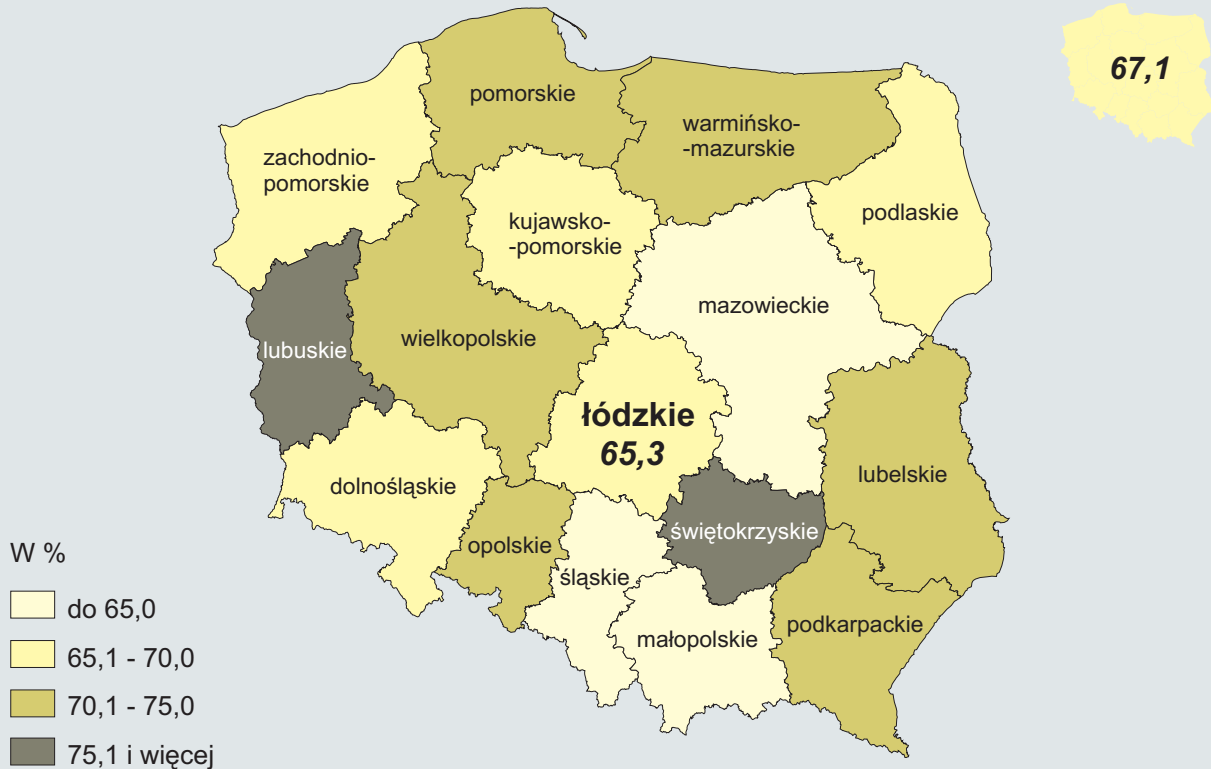 67,1
pomorskie
warmińsko-
-mazurskie
zachodnio-
pomorskie
podlaskie
kujawsko-
-pomorskie
mazowieckie
wielkopolskie
lubuskie
łódzkie
65,3
lubelskie
dolnośląskie
świętokrzyskie
opolskie
śląskie
podkarpackie
małopolskie
W %
do 65,0
65,1 - 70,0
70,1 - 75,0
75,1 i więcej